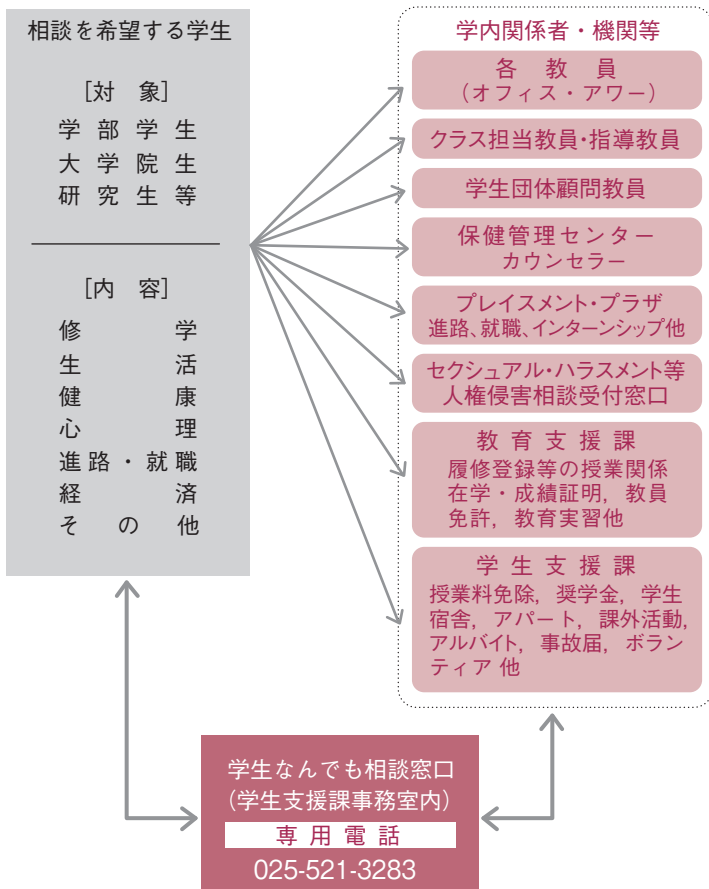 相談を希望する学生
[対　象]
学部学生
大学院生
研究生等
[内　容]
修学
生活
健康
心理
進路・就職
経済
その他
学内関係者・機関等
各教員
（オフィス・アワー）
クラス担当教員・指導教員
学生団体顧問教員
保健管理センター
カウンセラー
プレイスメント・プラザ
進路、就職、インターンシップ他
セクシュアル・ハラスメント等
人権侵害相談受付窓口
教育支援課
履修登録等の授業関係
在学・成績証明，教員
免許，教育実習他
学生支援課
授業料免除，奨学金，学生
宿舎，アパート，課外活動，
アルバイト，事故届，ボラン
ティア 他
学生なんでも相談窓口
（学生支援課事務室内）
専用電話
025-521-3283